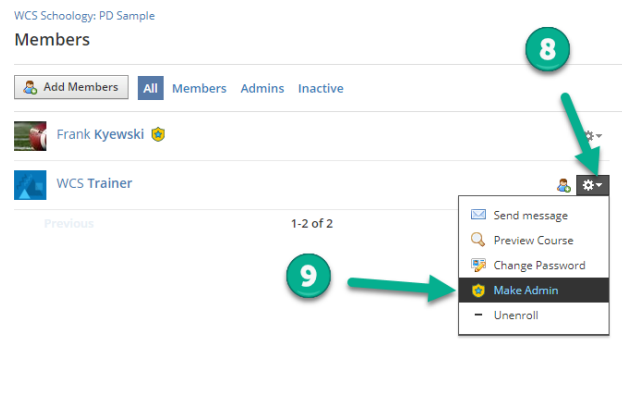 WCS Schoology: PD Sample
Members
8
Add Members All Members Admins Inactive
Frank Kyewski
WCS Trainer
Previous 1-2 of 2
Send message
Preview Course
Change Password
9
Make Admin
Unenroll